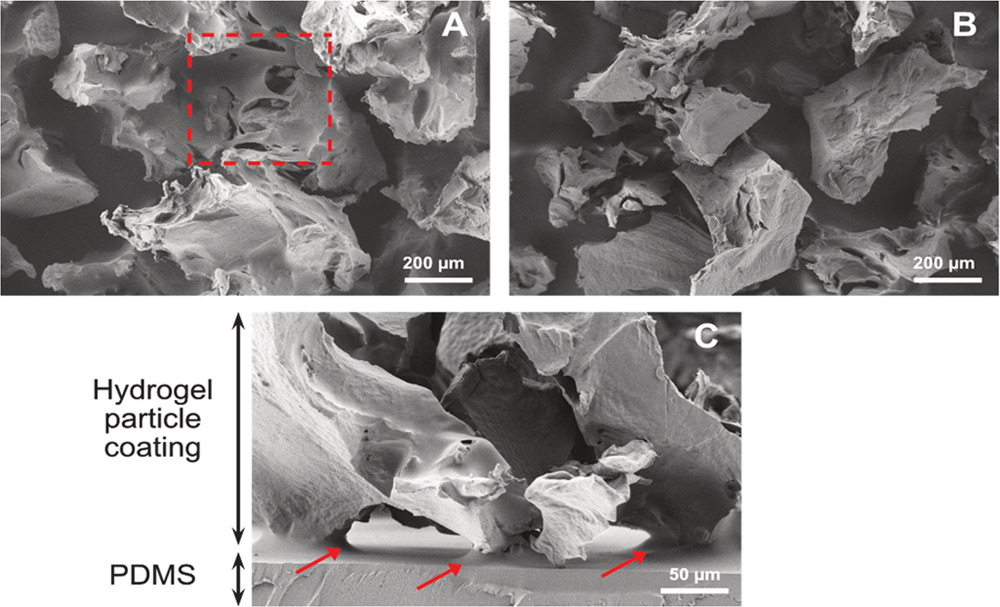 A
B
200 µm
200 µm
C
Hydrogel
particle
coating
PDMS
50 µm